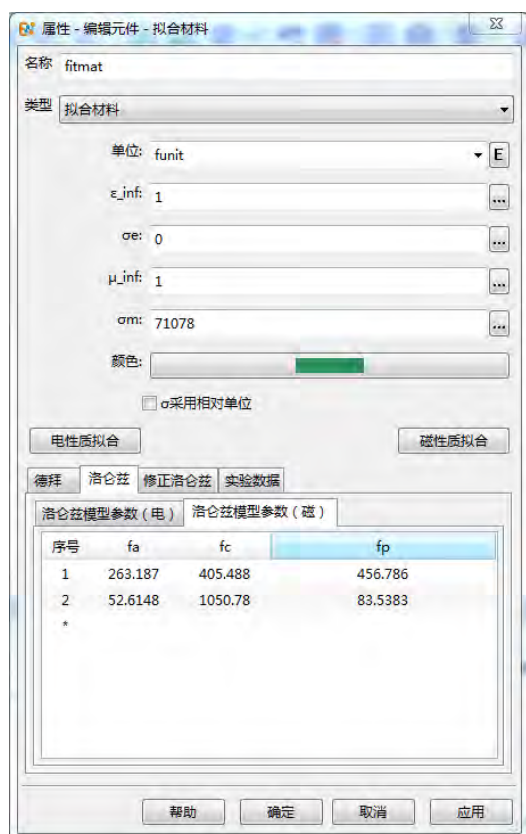 属性 - 编辑元件 - 拟合材料
名称 fitmat
类型 拟合材料
单位: funit E
ε_inf: 1 ...
σe: 0 ...
μ_inf: 1 ...
σm: 71078 ...
颜色:
σ采用相对单位
电性质拟合 磁性质拟合
德拜 洛仑兹 修正洛仑兹 实验数据
洛仑兹模型参数（电） 洛仑兹模型参数（磁）
序号 fa fc fp
1 263.187 405.488 456.786
2 52.6148 1050.78 83.5383
*
帮助 确定 取消 应用